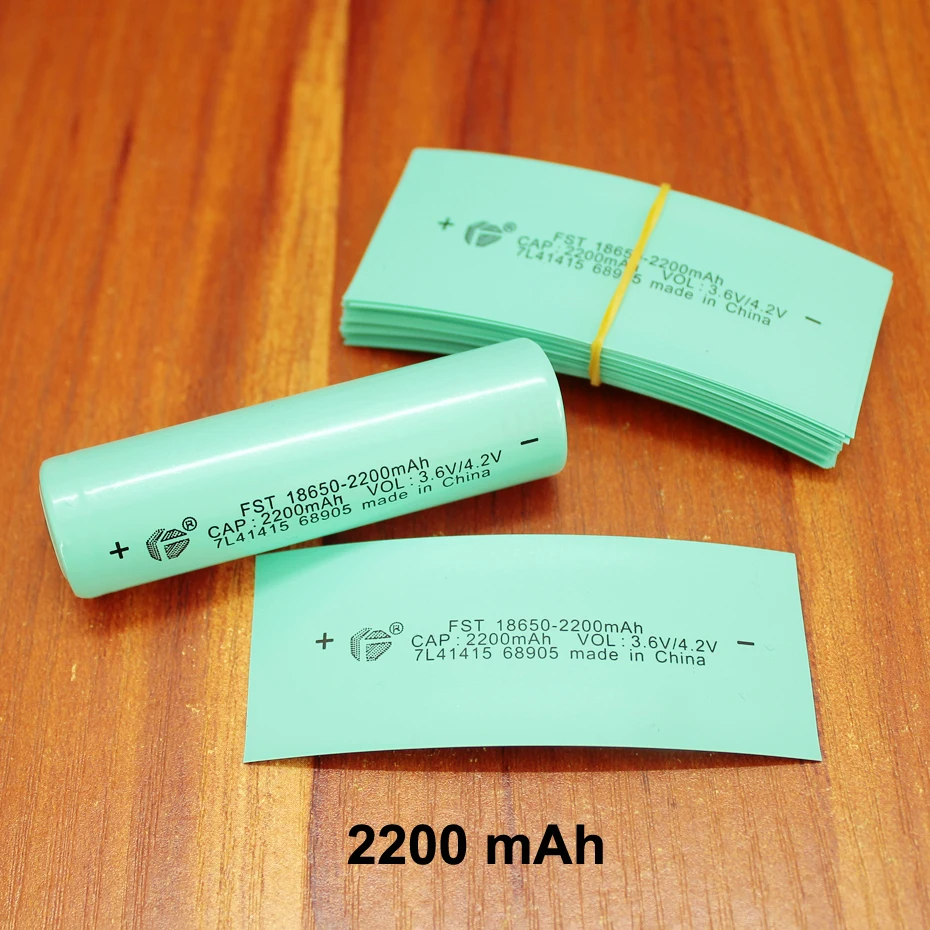 + ® FST 18650-2200mAh
CAP : 2200mAh VOL : 3.6V/4.2V -
7L41415 689 5 made in China
FST 18650-2200mAh -
CAP : 2200mAh VOL : 3.6V/4.2V
+ ® 7L41415 68905 made in China
FST 18650-2200mAh
+ ® CAP : 2200mAh VOL : 3.6V/4.2V -
7L41415 68905 made in China
2200 mAh